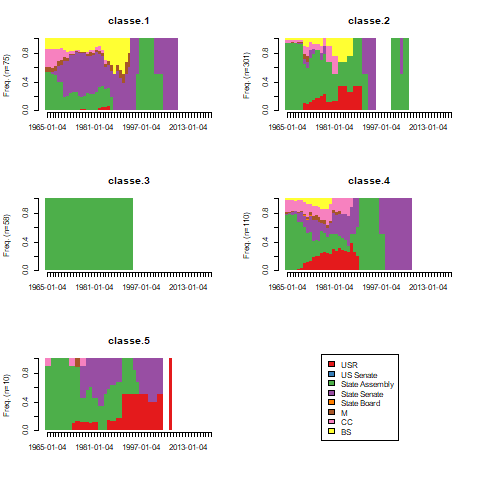 classe.1
Freq. (n=75)
0.0 0.4 0.8
1965-01-04 1981-01-04 1997-01-04 2013-01-04
classe.2
Freq. (n=301)
0.0 0.4 0.8
1965-01-04 1981-01-04 1997-01-04 2013-01-04
classe.3
Freq. (n=58)
0.0 0.4 0.8
1965-01-04 1981-01-04 1997-01-04 2013-01-04
classe.4
Freq. (n=110)
0.0 0.4 0.8
1965-01-04 1981-01-04 1997-01-04 2013-01-04
classe.5
Freq. (n=10)
0.0 0.4 0.8
1965-01-04 1981-01-04 1997-01-04 2013-01-04
USR
US Senate
State Assembly
State Senate
State Board
M
CC
BS